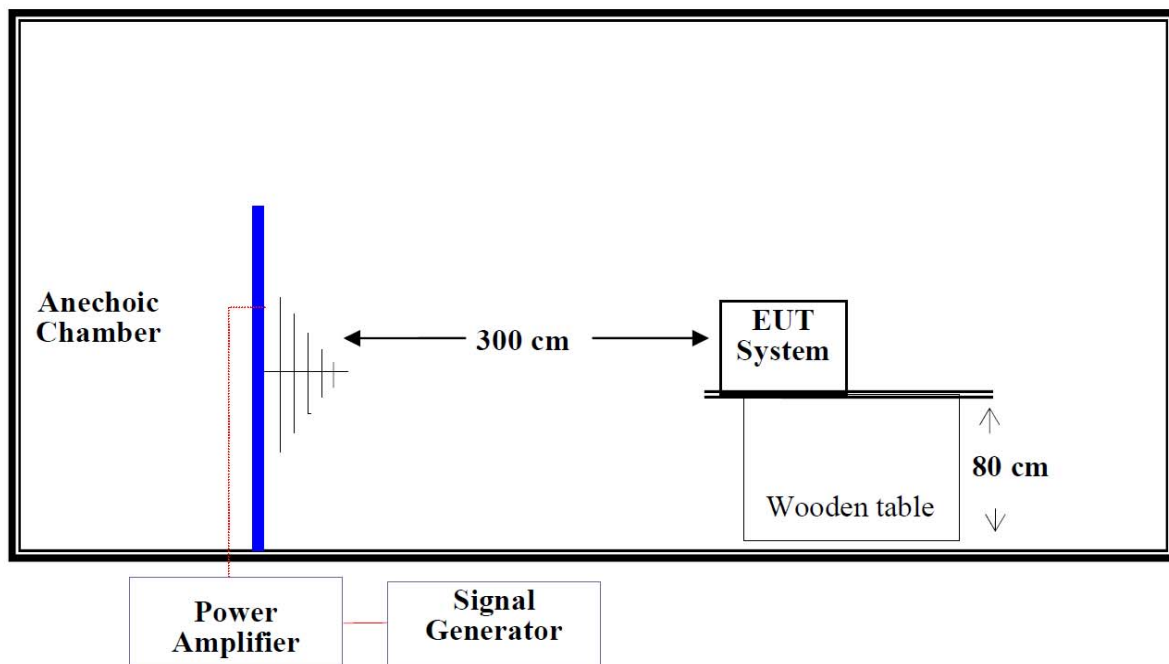 Anechoic
Chamber
300 cm
EUT
System
80 cm
Wooden table
Power
Amplifier
Signal
Generator